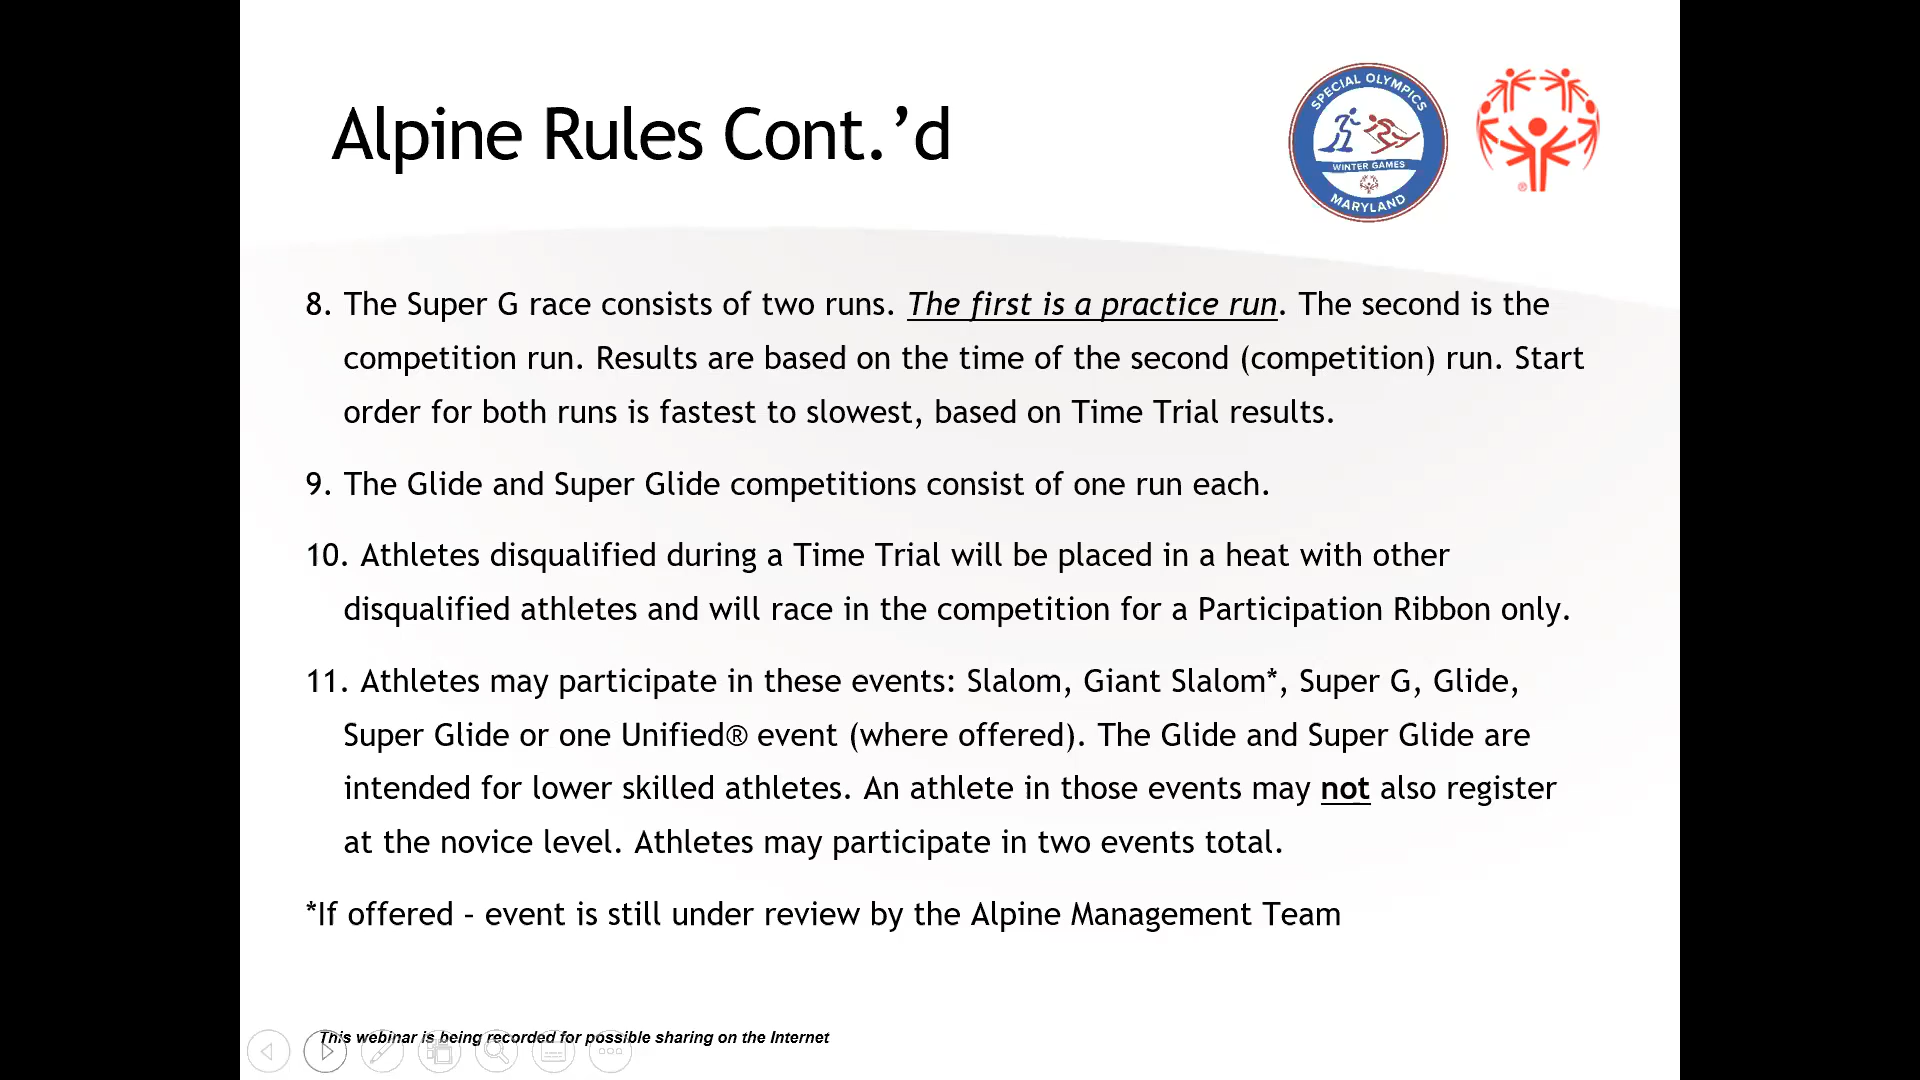 Alpine Rules Cont.’d
SPECIAL OLYMPICS
WINTER GAMES
MARYLAND
®
8. The Super G race consists of two runs. The first is a practice run. The second is the
competition run. Results are based on the time of the second (competition) run. Start
order for both runs is fastest to slowest, based on Time Trial results.
9. The Glide and Super Glide competitions consist of one run each.
10. Athletes disqualified during a Time Trial will be placed in a heat with other
disqualified athletes and will race in the competition for a Participation Ribbon only.
11. Athletes may participate in these events: Slalom, Giant Slalom*, Super G, Glide,
Super Glide or one Unified® event (where offered). The Glide and Super Glide are
intended for lower skilled athletes. An athlete in those events may not also register
at the novice level. Athletes may participate in two events total.
*If offered – event is still under review by the Alpine Management Team
This webinar is being recorded for possible sharing on the Internet